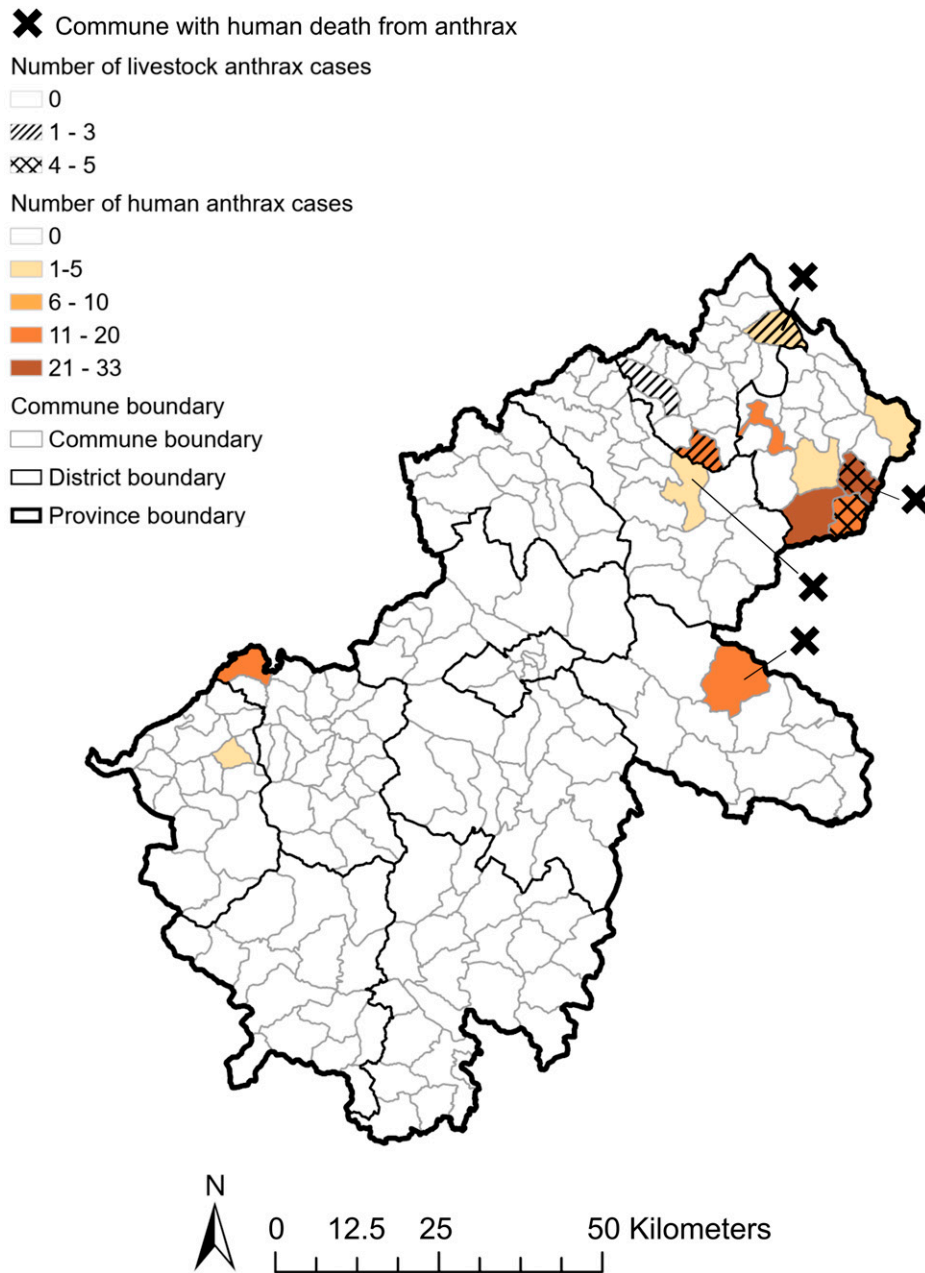 Commune with human death from anthrax
Number of livestock anthrax cases
0
1 - 3
4 - 5
Number of human anthrax cases
0
1-5
6 - 10
11 - 20
21 - 33
Commune boundary
Commune boundary
District boundary
Province boundary
N
0 12.5 25 50 Kilometers